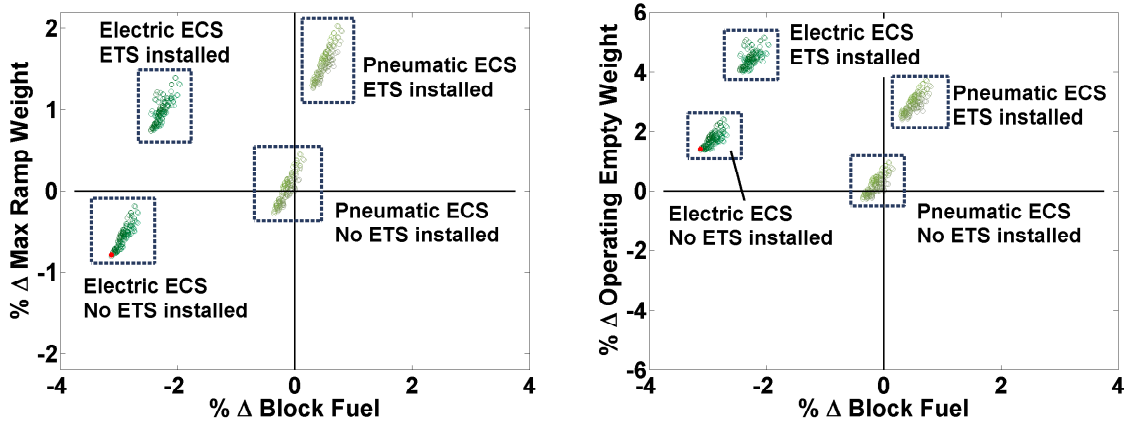 % Δ Max Ramp Weight
2
1
0
-1
-2
Electric ECS
ETS installed
Pneumatic ECS
ETS installed
Pneumatic ECS
No ETS installed
Electric ECS
No ETS installed
-4 -2 0 2 4
% Δ Block Fuel
% Δ Operating Empty Weight
6
4
2
0
-2
-4
-6
Electric ECS
ETS installed
Pneumatic ECS
ETS installed
Electric ECS
No ETS installed
Pneumatic ECS
No ETS installed
-4 -2 0 2 4
% Δ Block Fuel